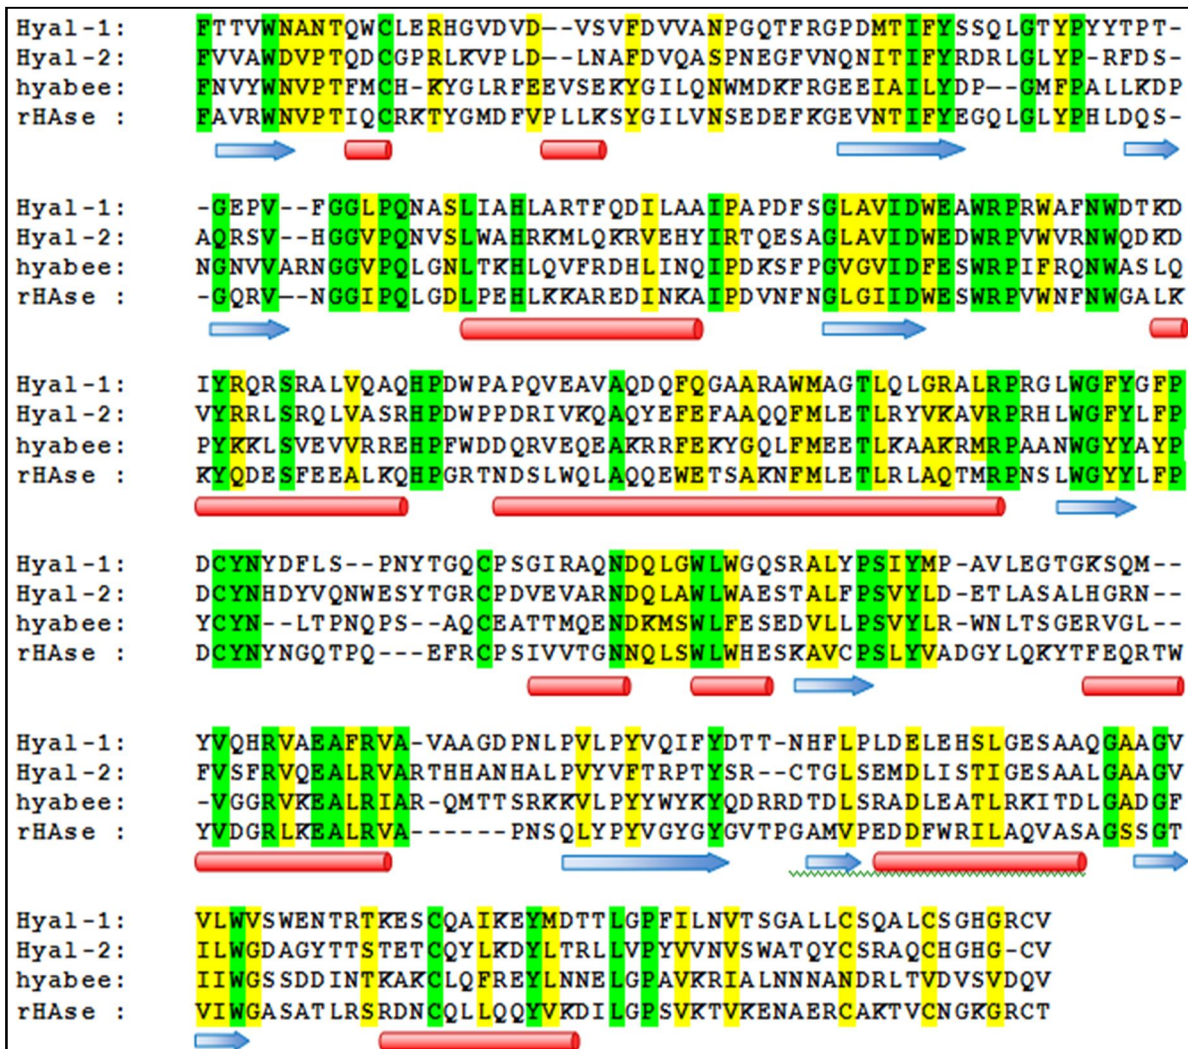 Hyal-1: FTTVWNANTQWCLERHGVDVD--VSVFDVVANPGQTFRGPDMTIFYSSQLGTYPYYTPT-
Hyal-2: FVVAWDVPTQDCGPRLKVPLD--LNAFDVQASPNEGFVNQNITIFYRDRLGLYP-RFDS-
hyabee: FNVYWNVPTFMCH-KYGLRFEEVSEKYGILQNWMDKFRGEEIAILYDP--GMFPALLKDP
rHAse : FAVRWNVPTIQCRKTYGMDFVPLLKSYGILVNSEDEFKGEVNTIFYEGQLGLYPHLDQS-
Hyal-1: -GEPV--FGGLPQNASLIAHLARTFQDILAAIPAPDFSGLAVIDWEAWRPRWAFNWDTKD
Hyal-2: AQRSV--HGGVPQNVSLWAHRKMLQKRVEHYIRTQESAGLAVIDWEDWRPVWVRNWQDKD
hyabee: NGNVVARNGGVPQLGNLTKHLQVFRDHLINQIPDKSFPGVGVIDFESWRPIFRQNWASLQ
rHAse : -GQRV--NGGIPQLGDLPEHLKKAREDINKAIPDVNFNGLGIIDWESWRPVWNFNWGALK
Hyal-1: IYRQRSRALVQAQHPDWPAPQVEAVAQDQFQGAARAWMAGTLQLGRALRPRGLWGFYGFP
Hyal-2: VYRRLSRQLVASRHPDWPPDRIVKQAQYEFEFAAQQFMLETLRYVKAVRPRHLWGFYLFP
hyabee: PYKKLSVEVVRREHPFWDDQRVEQEAKRRFEKYGQLFMEETLKAAKRMRPAANWGYYAYP
rHAse : KYQDESFEEALKQHPGRTNDSLWQLAQQEWETSAKNFMLETLRLAQTMRPNSLWGYYLFP
Hyal-1: DCYNYDFLS--PNYTGQCPSGIRAQNDQLGWLWGQSRALYPSIYMP-AVLEGTGKSQM--
Hyal-2: DCYNHDYVQNWESYTGRCPDVEVARNDQLAWLWAESTALFPSVYLD-ETLASALHGRN--
hyabee: YCYN--LTPNQPS--AQCEATTMQENDKMSWLFESEDVLLPSVYLR-WNLTSGERVGL--
rHAse : DCYNYNGQTPQ---EFRCPSIVVTGNNQLSWLWHESKAVCPSLYVADGYLQKYTFEQRTW
Hyal-1: YVQHRVAEAFRVA-VAAGDPNLPVLPYVQIFYDTT-NHFLPLDELEHSLGESAAQGAAGV
Hyal-2: FVSFRVQEALRVARTHHANHALPVYVFTRPTYSR--CTGLSEMDLISTIGESAALGAAGV
hyabee: -VGGRVKEALRIAR-QMTTSRKKVLPYYWYKYQDRRDTDLSRADLEATLRKITDLGADGF
rHAse : YVDGRLKEALRVA------PNSQLYPYVGYGYGVTPGAMVPEDDFWRILAQVASAGSSGT
Hyal-1: VLWVSWENTRTKESCQAIKEYMDTTLGPFILNVTSGALLCSQALCSGHGRCV
Hyal-2: ILWGDAGYTTSTETCQYLKDYLTRLLVPYVVNVSWATQYCSRAQCHGHG-CV
hyabee: IIWGSSDDINTKAKCLQFREYLNNELGPAVKRIALNNNANDRLTVDVSVDQV
rHAse : VIWGASATLRSRDNCQLLQQYVKDILGPSVKTVKENAERCAKTVCNGKGRCT